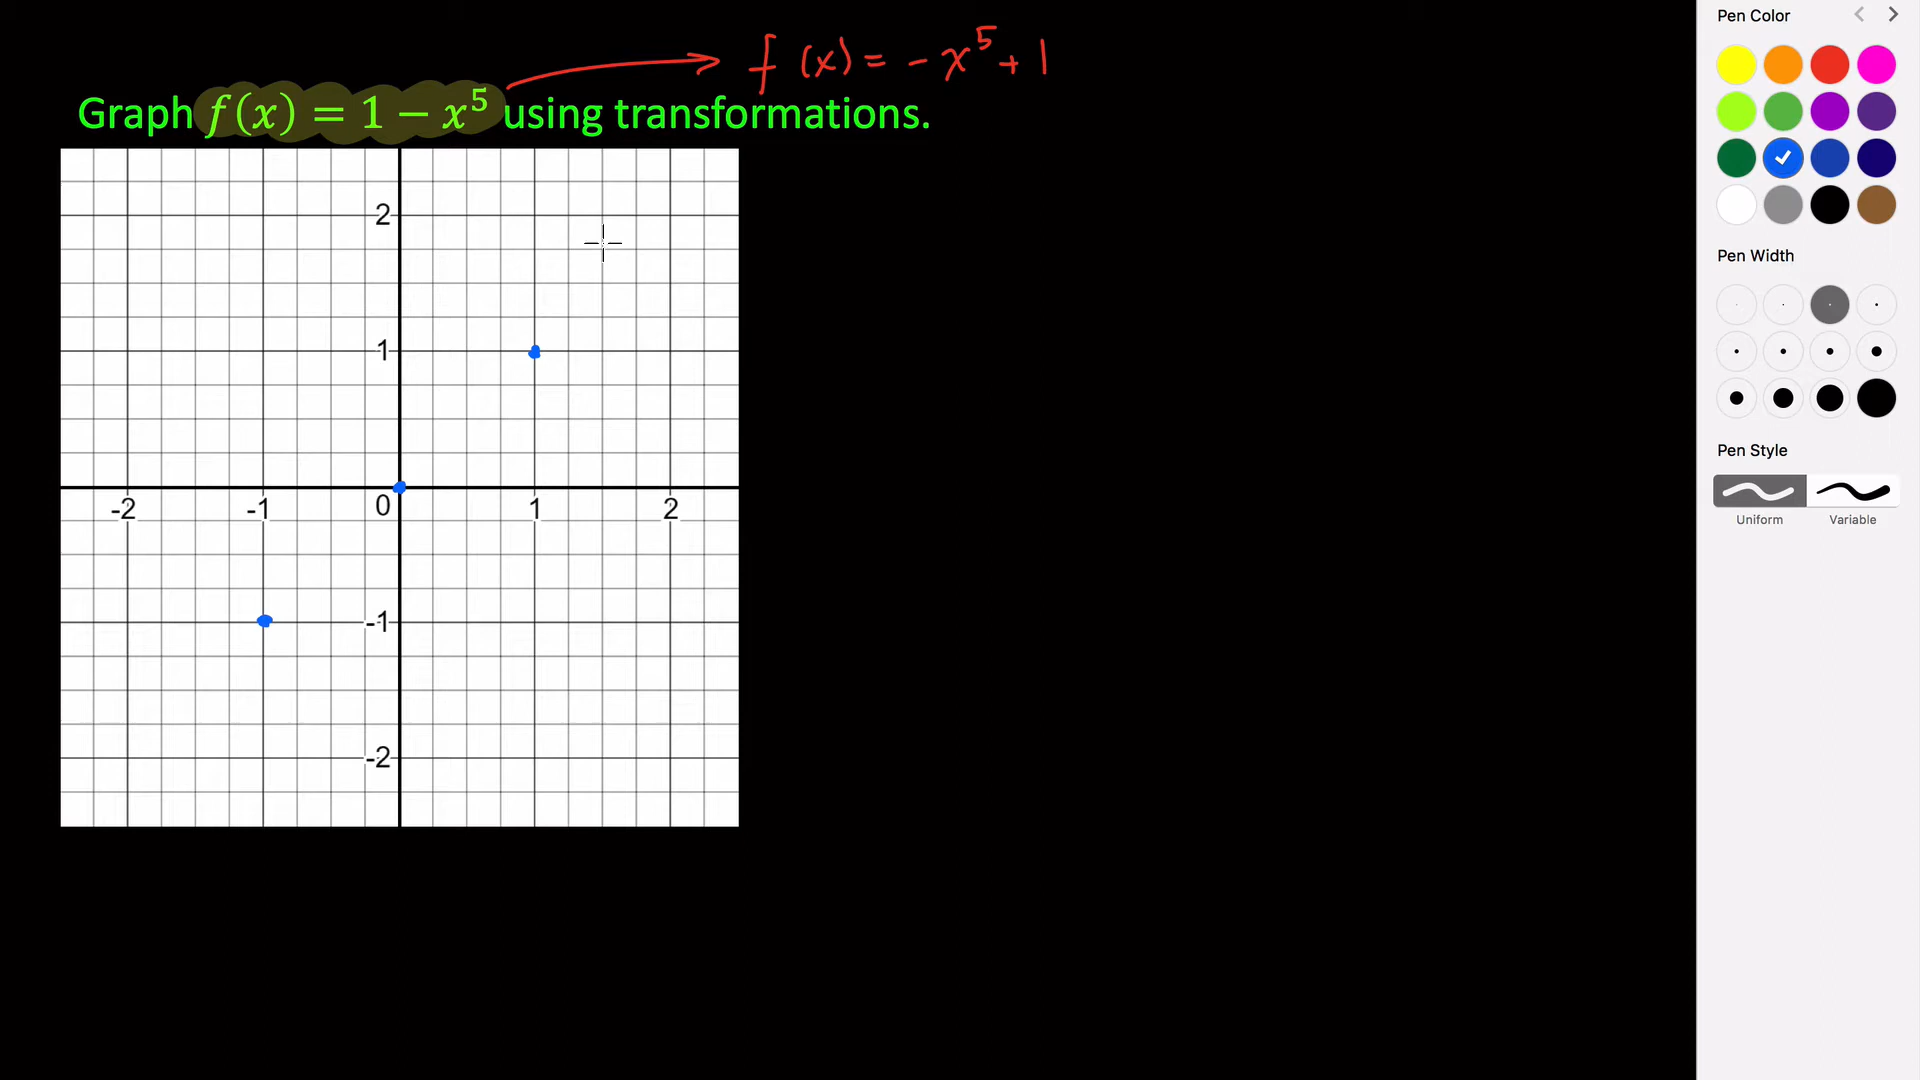 f(x) = -x⁵ + 1
Graph f(x) = 1 − x⁵ using transformations.
2
1
-2 -1 0 1 2
-1
-2
Pen Color
Pen Width
Pen Style
Uniform Variable